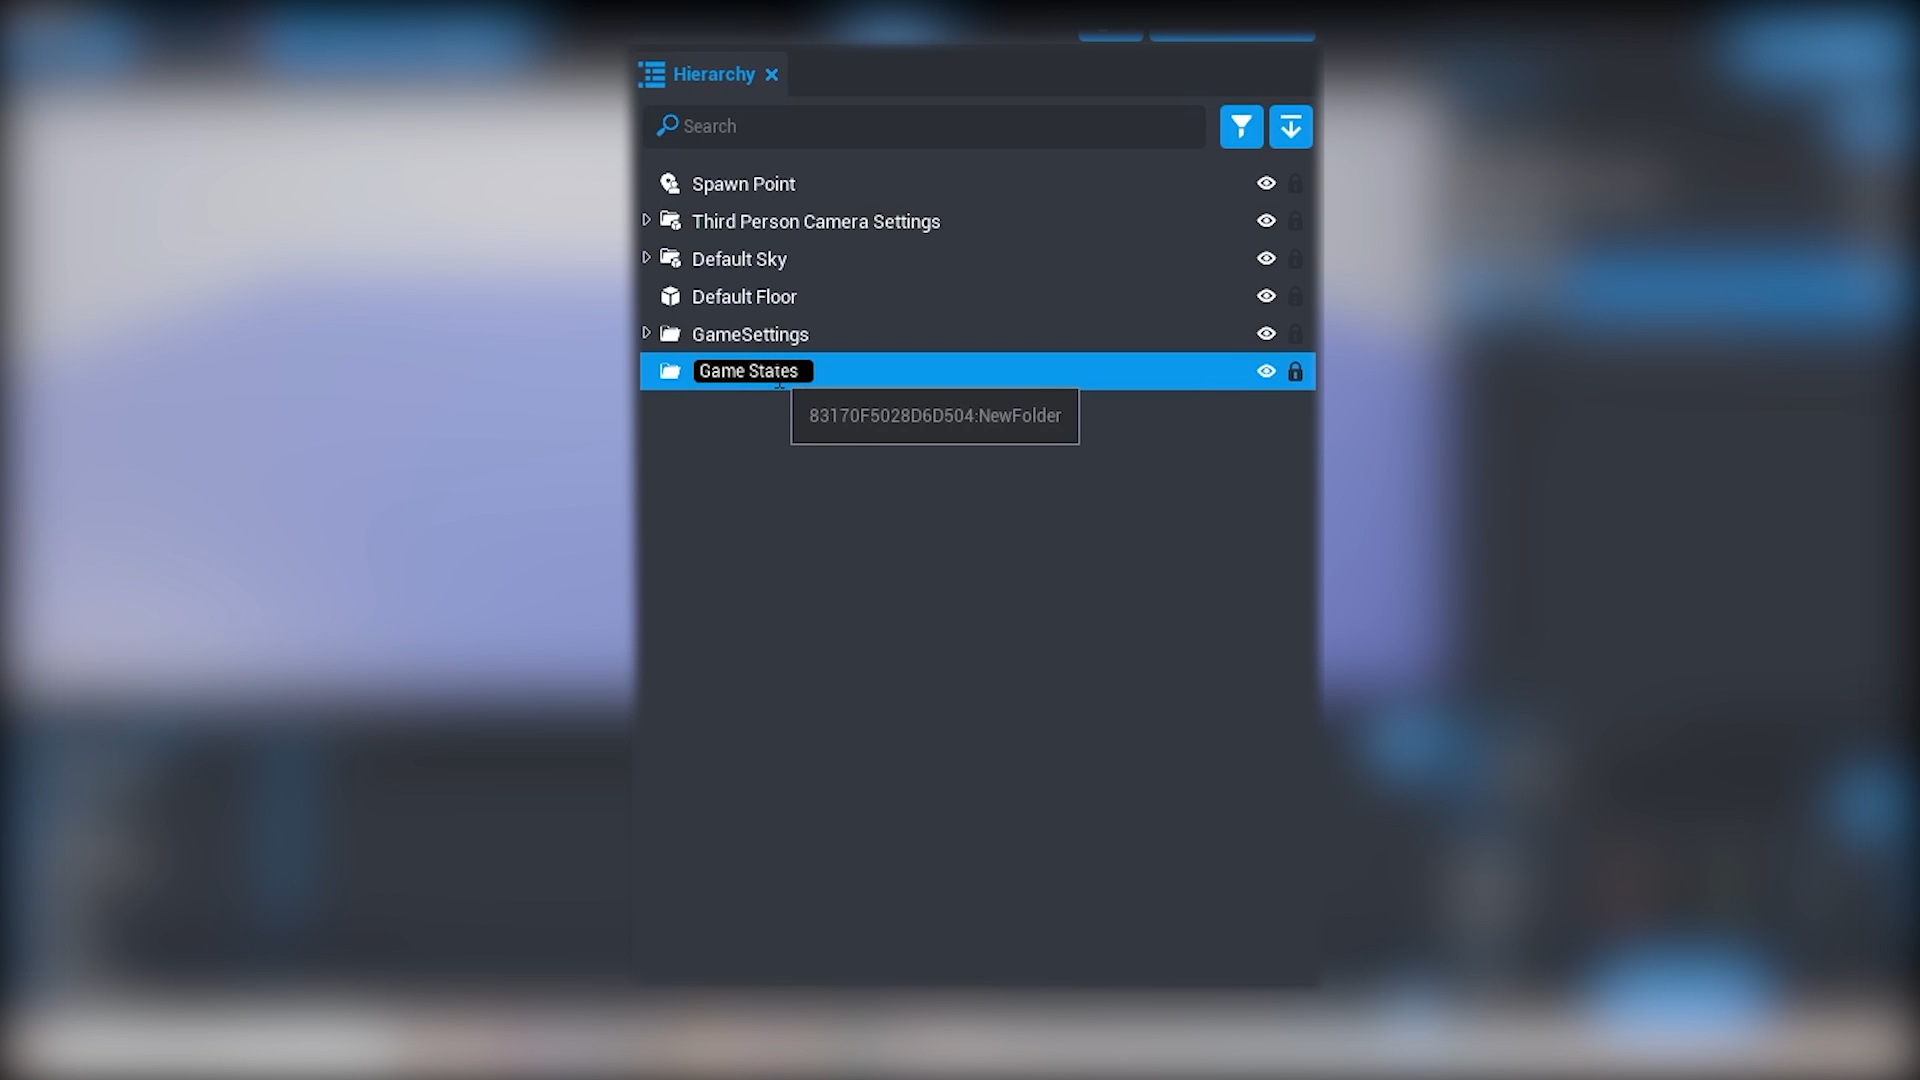 Hierarchy
Search
Spawn Point
Third Person Camera Settings
Default Sky
Default Floor
GameSettings
Game States
83170F5028D6D504:NewFolder